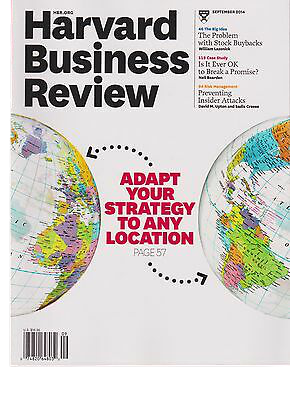 HBR.ORG
SEPTEMBER 2014
Harvard
Business
Review
46 The Big Idea
The Problem
with Stock Buybacks
William Lazonick
113 Case Study
Is It Ever OK
to Break a Promise?
Neil Bearden
94 Risk Management
Preventing
Insider Attacks
David M. Upton and Sadie Creese
ADAPT
YOUR
STRATEGY
TO ANY
LOCATION
PAGE 57
09